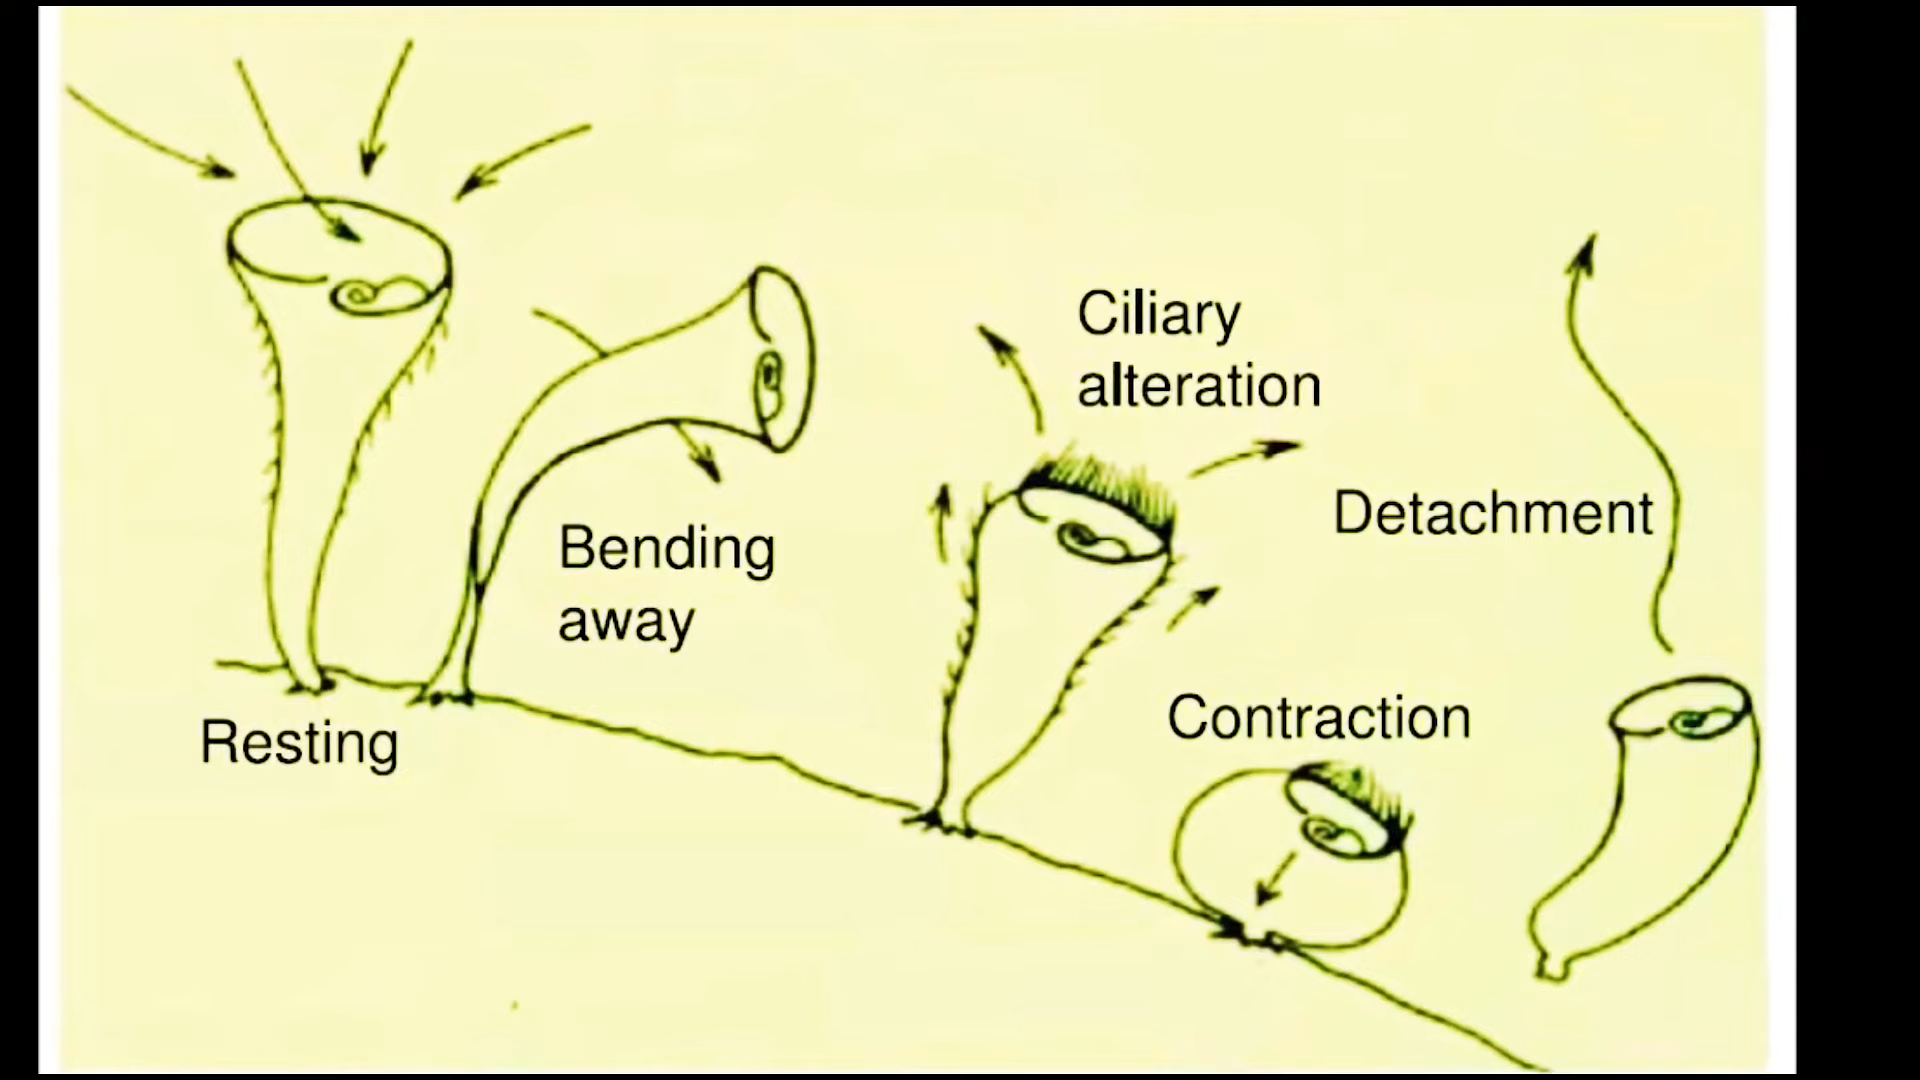 Resting
Bending
away
Ciliary
alteration
Contraction
Detachment